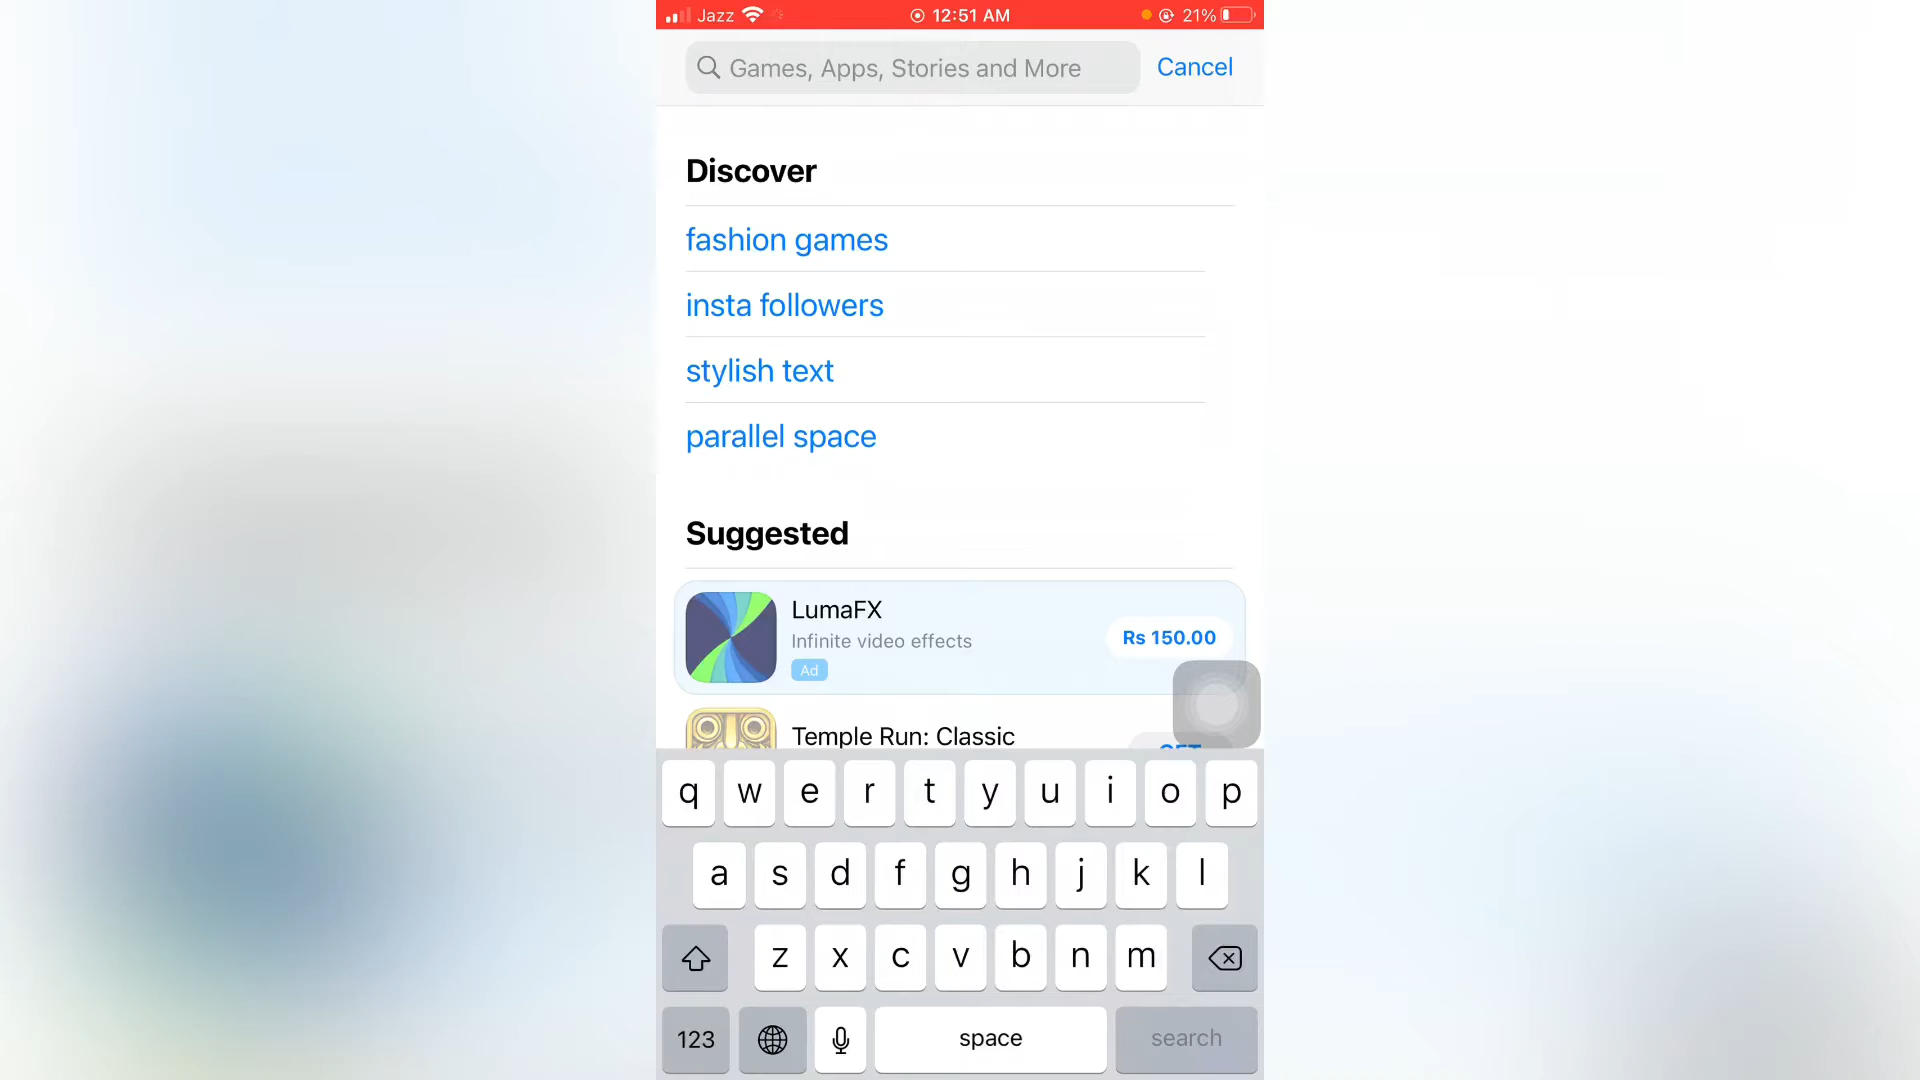 Jazz 12:51 AM 21%
Games, Apps, Stories and More Cancel
Discover
fashion games
insta followers
stylish text
parallel space
Suggested
LumaFX
Infinite video effects
Rs 150.00
Ad
Temple Run: Classic
GET
q w e r t y u i o p
a s d f g h j k l
z x c v b n m
123 space search